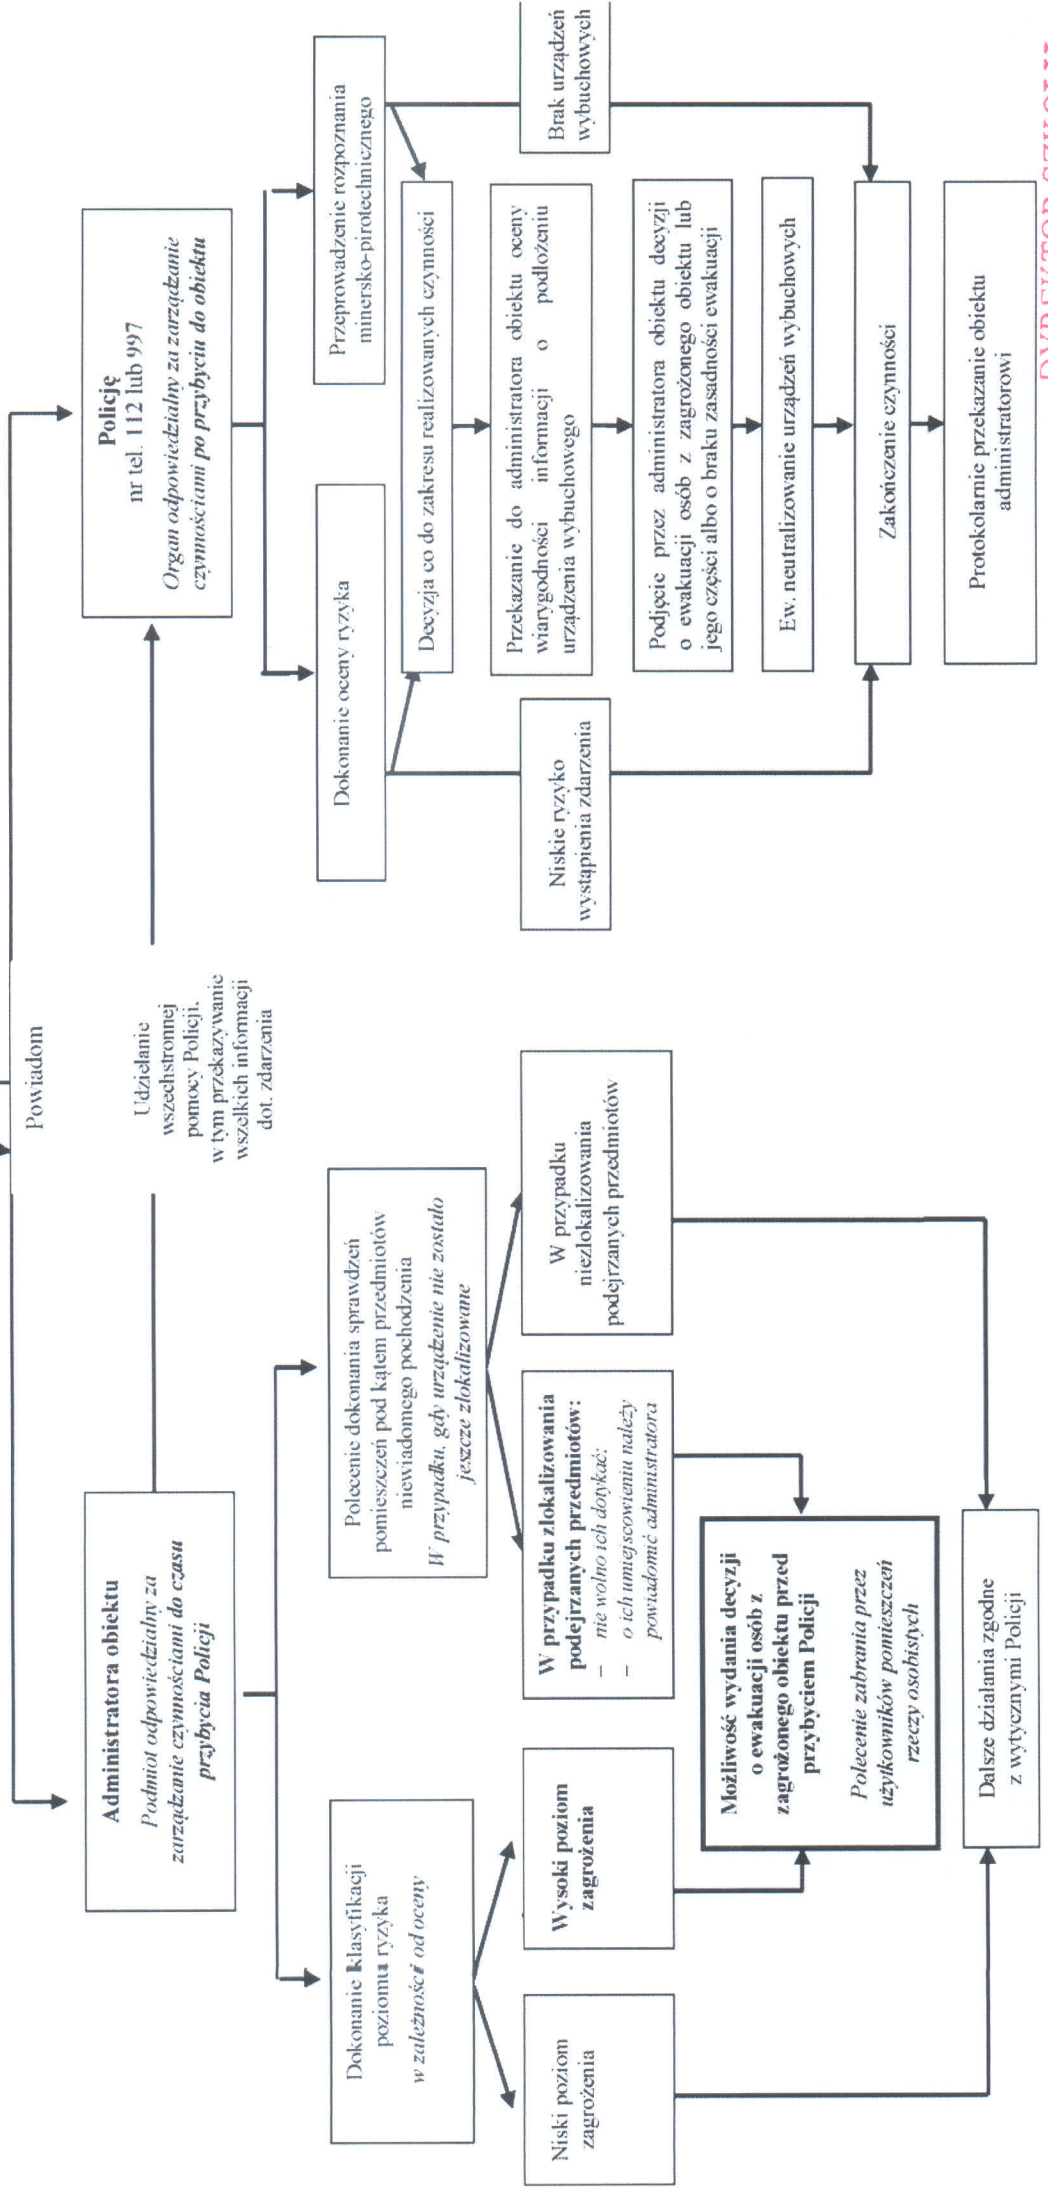 Powiadom
Administratora obiektu
Podmiot odpowiedzialny za
zarządzanie czynnościami do czasu
przybycia Policji
Udzielanie
wszechstronnej
pomocy Policji,
w tym przekazywanie
wszelkich informacji
dot. zdarzenia
Policję
nr tel. 112 lub 997
Organ odpowiedzialny za zarządzanie
czynnościami po przybyciu do obiektu
Dokonanie klasyfikacji
poziomu ryzyka
w zależności od oceny
Polecenie dokonania sprawdzeń
pomieszczeń pod kątem przedmiotów
niewiadomego pochodzenia
W przypadku, gdy urządzenie nie zostało
jeszcze zlokalizowane
Niski poziom
zagrożenia
Wysoki poziom
zagrożenia
W przypadku zlokalizowania
podejrzanych przedmiotów:
– nie wolno ich dotykać:
– o ich umiejscowieniu należy
powiadomić administratora
W przypadku
niezlokalizowania
podejrzanych przedmiotów
Możliwość wydania decyzji
o ewakuacji osób z
zagrożonego obiektu przed
przybyciem Policji
Polecenie zabrania przez
użytkowników pomieszczeń
rzeczy osobistych
Dalsze działania zgodne
z wytycznymi Policji
Dokonanie oceny ryzyka
Przeprowadzenie rozpoznania
minersko-pirotechnicznego
Decyzja co do zakresu realizowanych czynności
Niskie ryzyko
wystąpienia zdarzenia
Przekazanie do administratora obiektu oceny
wiarygodności informacji o podłożeniu
urządzenia wybuchowego
Brak urządzeń
wybuchowych
Podjęcie przez administratora obiektu decyzji
o ewakuacji osób z zagrożonego obiektu lub
jego części albo o braku zasadności ewakuacji
Ew. neutralizowanie urządzeń wybuchowych
Zakończenie czynności
Protokolarnie przekazanie obiektu
administratorowi
DYREKTOR SZKOŁY